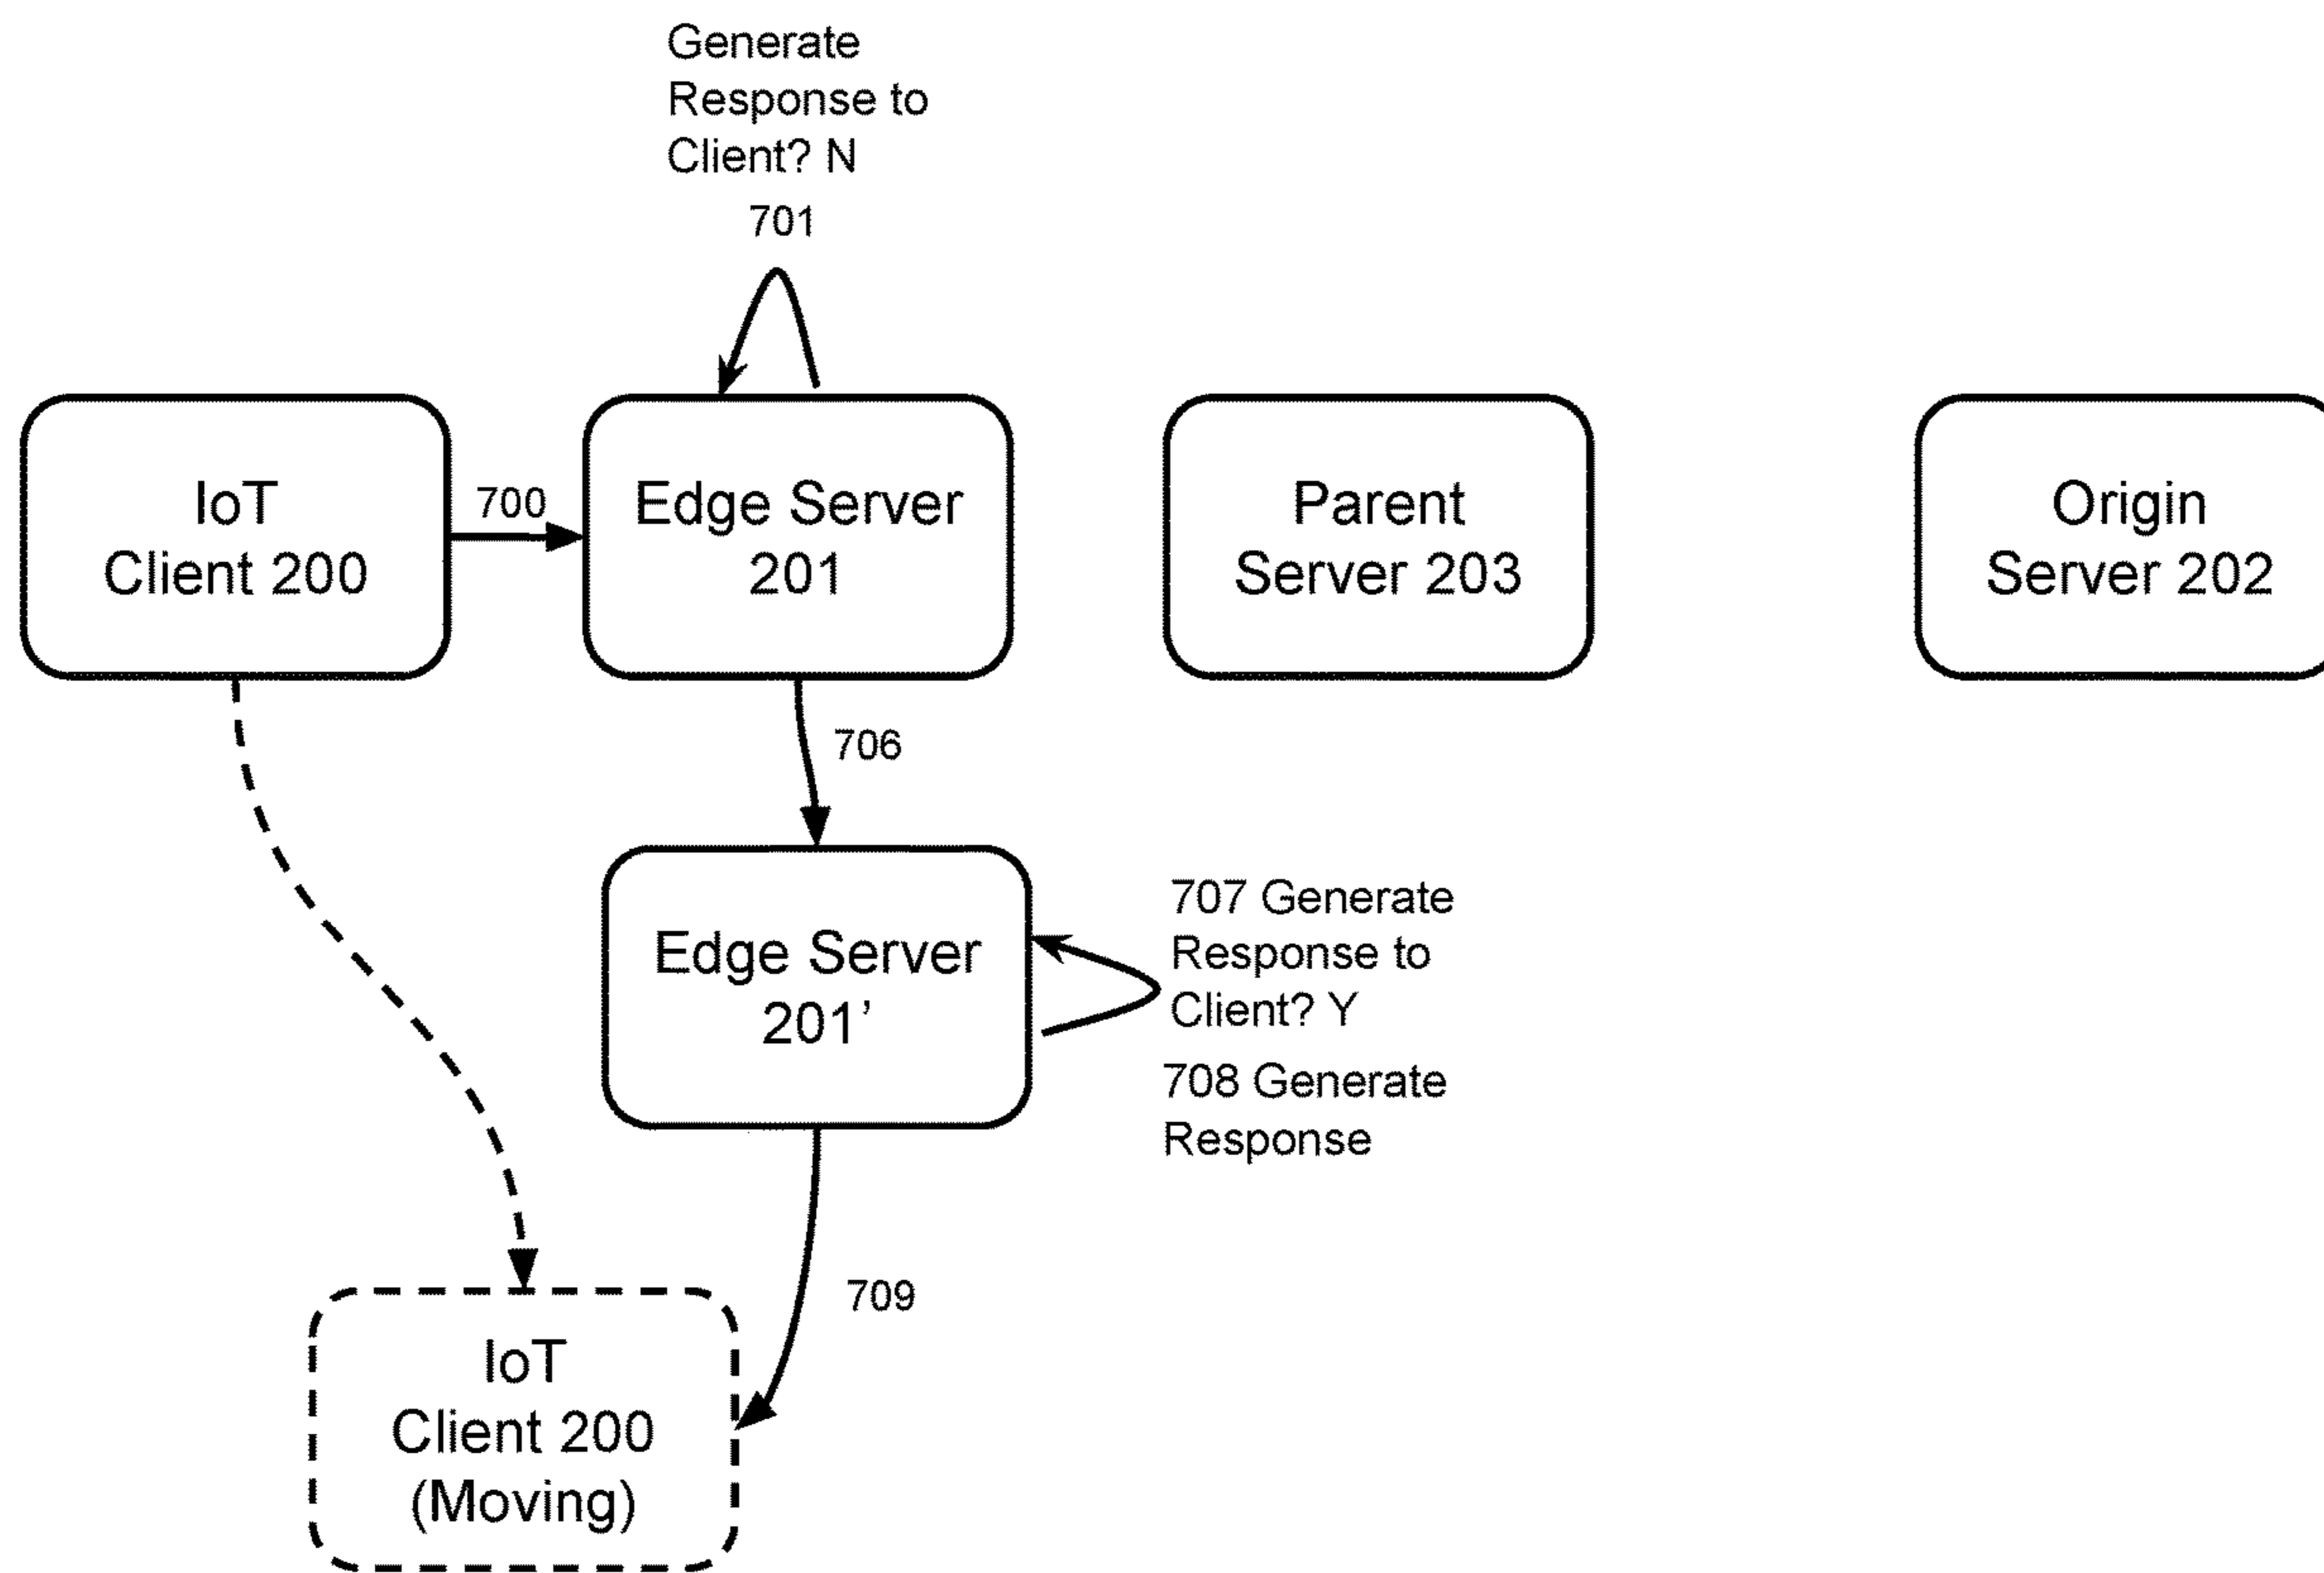 Generate
Response to
Client? N
701
IoT
Client 200
700
Edge Server
201
Parent
Server 203
Origin
Server 202
706
Edge Server
201’
707 Generate
Response to
Client? Y
708 Generate
Response
709
IoT
Client 200
(Moving)